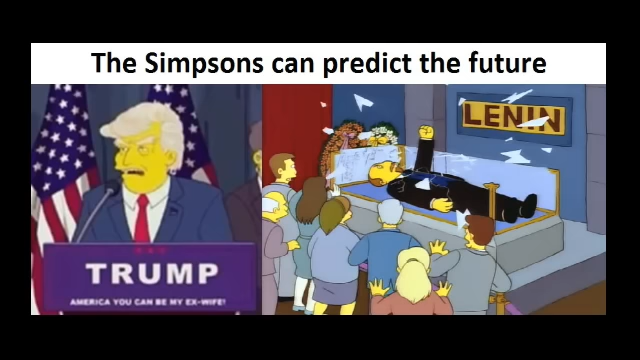 The Simpsons can predict the future
LENIN
TRUMP
AMERICA YOU CAN BE MY EX-WIFE!